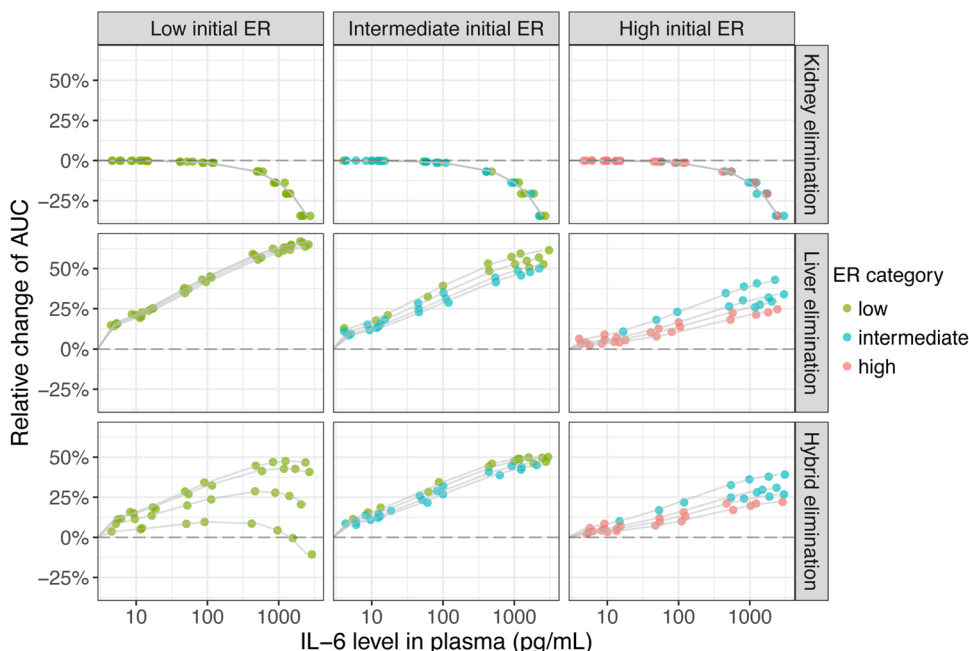 Low initial ER
Intermediate initial ER
High initial ER
Relative change of AUC
50%
25%
0%
−25%
Kidney elimination
50%
25%
0%
−25%
Liver elimination
50%
25%
0%
−25%
Hybrid elimination
10
100
1000
10
100
1000
10
100
1000
IL−6 level in plasma (pg/mL)
ER category
low
intermediate
high